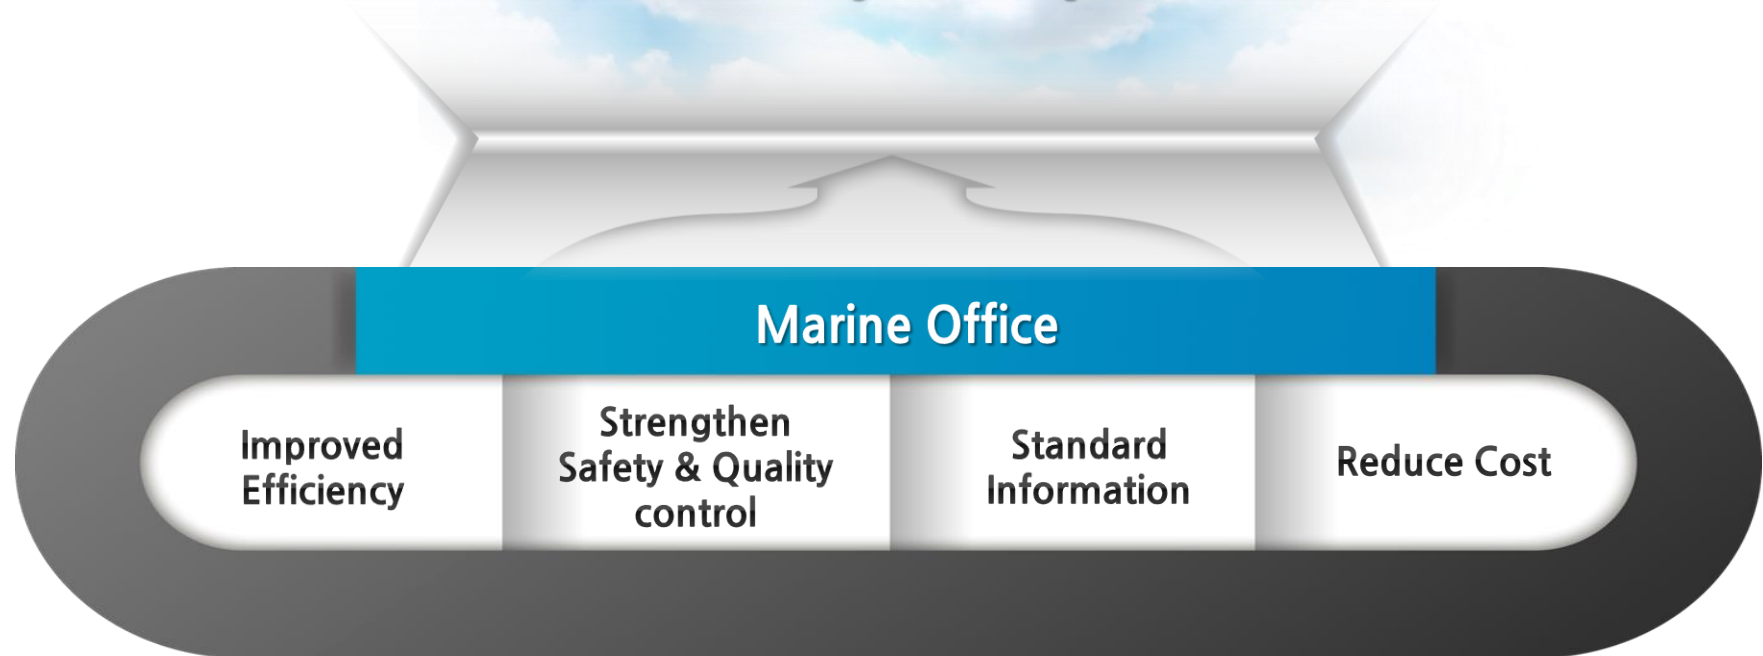 Marine Office
Improved
Efficiency
Strengthen
Safety & Quality
control
Standard
Information
Reduce Cost